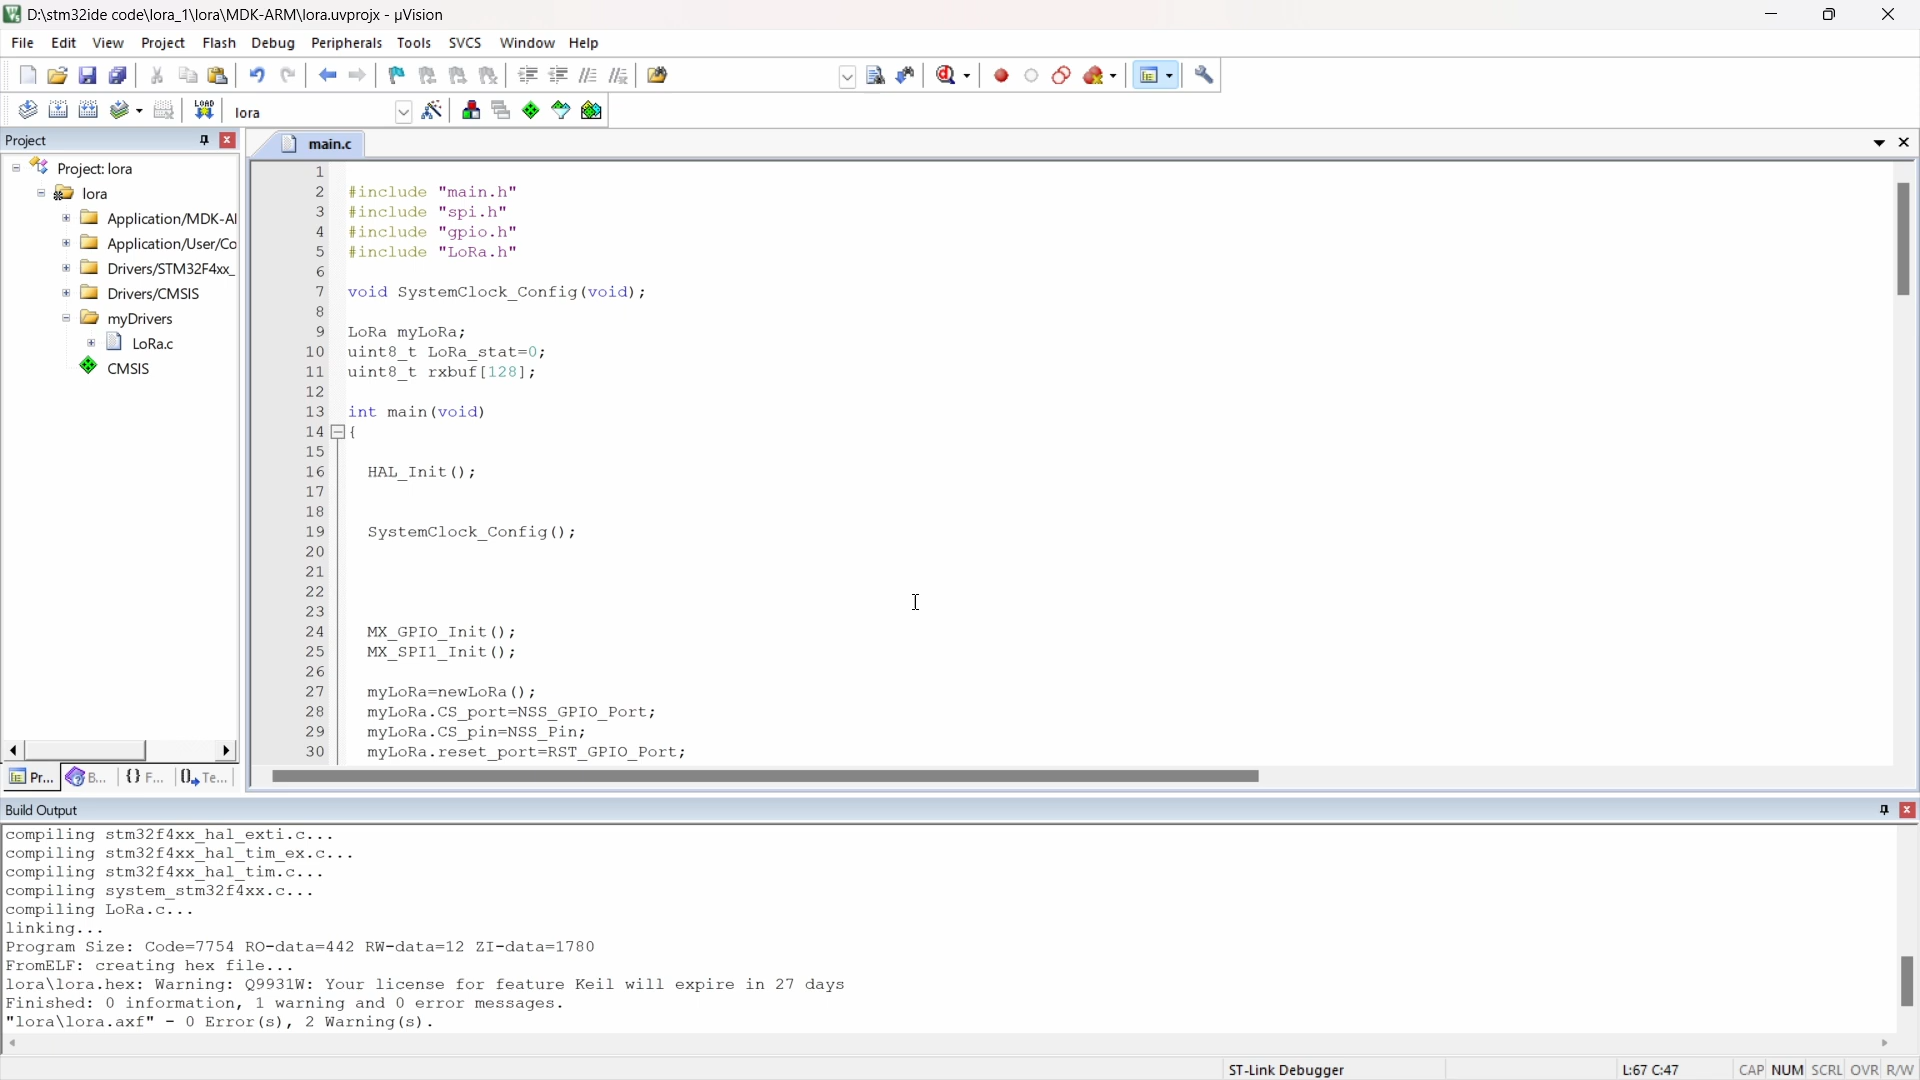 D:\stm32ide code\lora_1\lora\MDK-ARM\lora.uvprojx - µVision
File Edit View Project Flash Debug Peripherals Tools SVCS Window Help
LOAD lora
Project
main.c
Project: lora
lora
Application/MDK-AI
Application/User/Co
Drivers/STM32F4xx_
Drivers/CMSIS
myDrivers
LoRa.c
CMSIS
Pr... B... {} F... Te...
1
2 #include "main.h"
3 #include "spi.h"
4 #include "gpio.h"
5 #include "LoRa.h"
6
7 void SystemClock_Config(void);
8
9 LoRa myLoRa;
10 uint8_t LoRa_stat=0;
11 uint8_t rxbuf[128];
12
13 int main(void)
14 {
15
16 HAL_Init();
17
18
19 SystemClock_Config();
20
21
22
23
24 MX_GPIO_Init();
25 MX_SPI1_Init();
26
27 myLoRa=newLoRa();
28 myLoRa.CS_port=NSS_GPIO_Port;
29 myLoRa.CS_pin=NSS_Pin;
30 myLoRa.reset_port=RST_GPIO_Port;
Build Output
compiling stm32f4xx_hal_exti.c...
compiling stm32f4xx_hal_tim_ex.c...
compiling stm32f4xx_hal_tim.c...
compiling system_stm32f4xx.c...
compiling LoRa.c...
linking...
Program Size: Code=7754 RO-data=442 RW-data=12 ZI-data=1780
FromELF: creating hex file...
lora\lora.hex: Warning: Q9931W: Your license for feature Keil will expire in 27 days
Finished: 0 information, 1 warning and 0 error messages.
"lora\lora.axf" - 0 Error(s), 2 Warning(s).
ST-Link Debugger L:67 C:47 CAP NUM SCRL OVR R/W